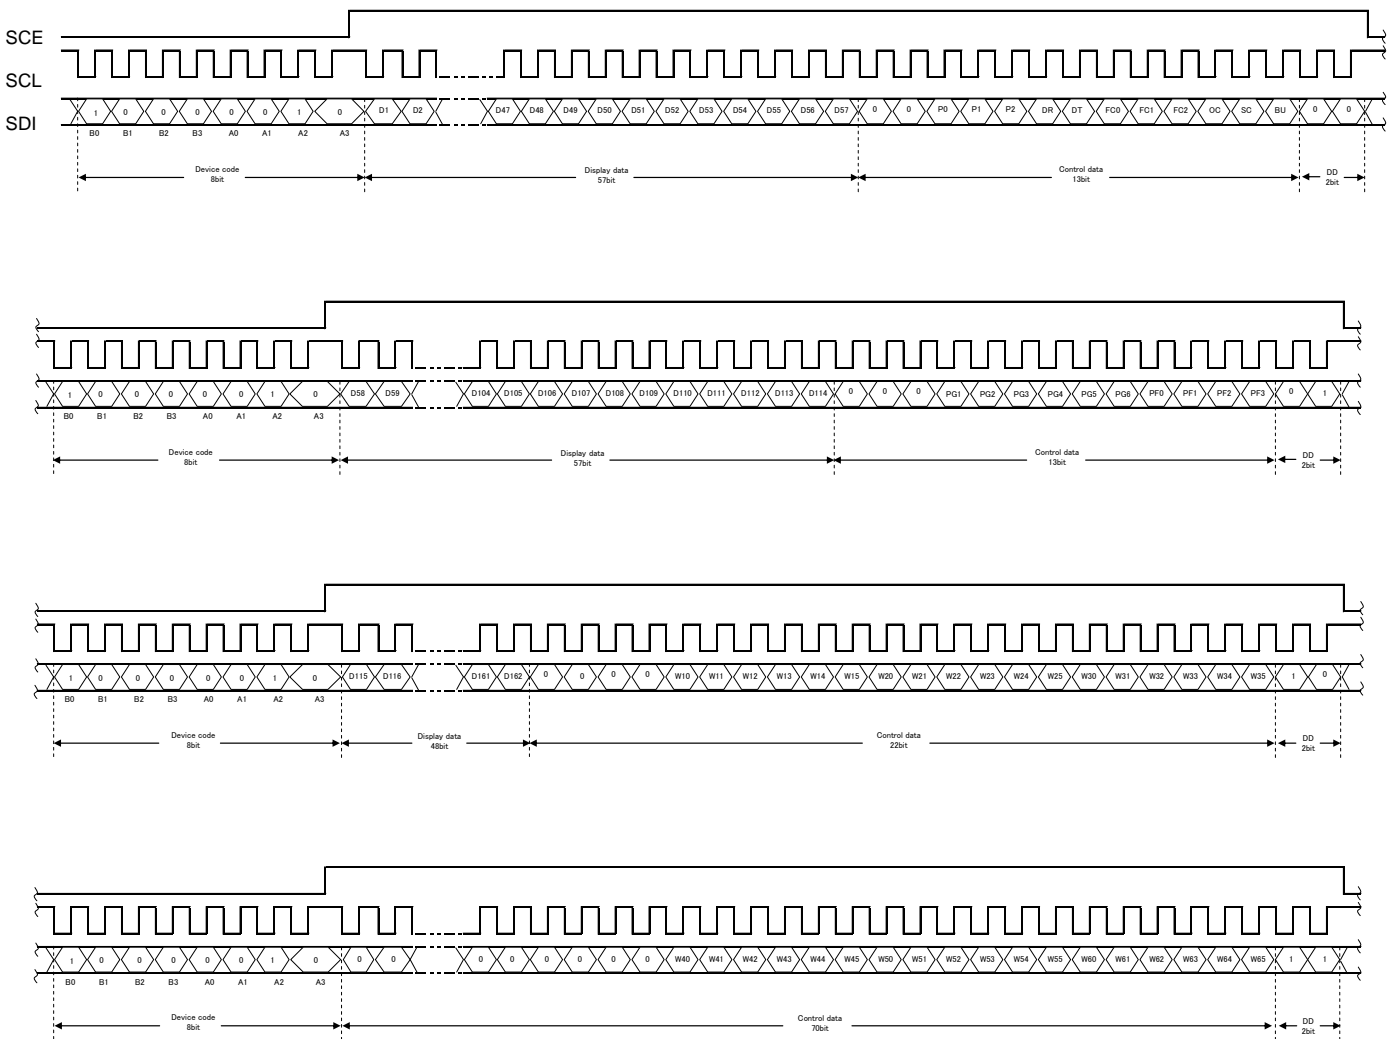 SCE
SCL
SDI
1 0 0 0 0 0 1 0 D1 D2 D47 D48 D49 D50 D51 D52 D53 D54 D55 D56 D57 0 0 P0 P1 P2 DR DT FC0 FC1 FC2 OC SC BU 0 0
B0 B1 B2 B3 A0 A1 A2 A3
Device code
8bit
Display data
57bit
Control data
13bit
DD
2bit
1 0 0 0 0 0 1 0 D58 D59 D104 D105 D106 D107 D108 D109 D110 D111 D112 D113 D114 0 0 0 PG1 PG2 PG3 PG4 PG5 PG6 PF0 PF1 PF2 PF3 0 1
B0 B1 B2 B3 A0 A1 A2 A3
Device code
8bit
Display data
57bit
Control data
13bit
DD
2bit
1 0 0 0 0 0 1 0 D115 D116 D161 D162 0 0 0 0 W10 W11 W12 W13 W14 W15 W20 W21 W22 W23 W24 W25 W30 W31 W32 W33 W34 W35 1 0
B0 B1 B2 B3 A0 A1 A2 A3
Device code
8bit
Display data
48bit
Control data
22bit
DD
2bit
1 0 0 0 0 0 1 0 0 0 0 0 0 0 0 0 W40 W41 W42 W43 W44 W45 W50 W51 W52 W53 W54 W55 W60 W61 W62 W63 W64 W65 1 1
B0 B1 B2 B3 A0 A1 A2 A3
Device code
8bit
Control data
70bit
DD
2bit